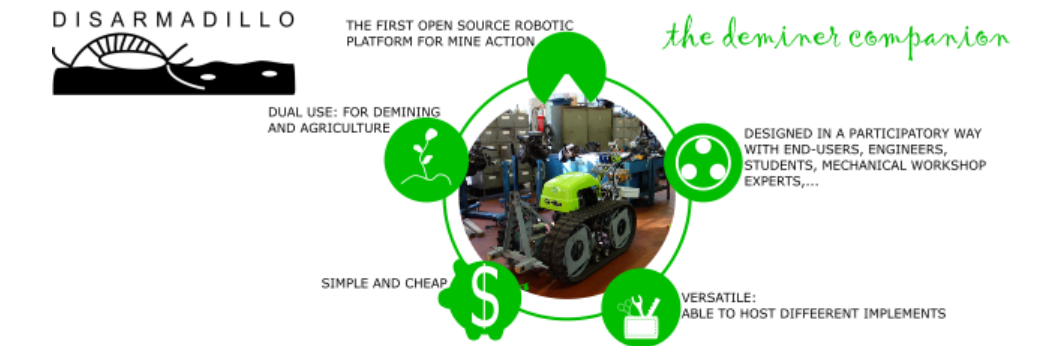 DISARMADILLO
THE FIRST OPEN SOURCE ROBOTIC
PLATFORM FOR MINE ACTION
the deminer companion
DUAL USE: FOR DEMINING
AND AGRICULTURE
DESIGNED IN A PARTICIPATORY WAY
WITH END-USERS, ENGINEERS,
STUDENTS, MECHANICAL WORKSHOP
EXPERTS,...
SIMPLE AND CHEAP
$
VERSATILE:
ABLE TO HOST DIFFEERENT IMPLEMENTS